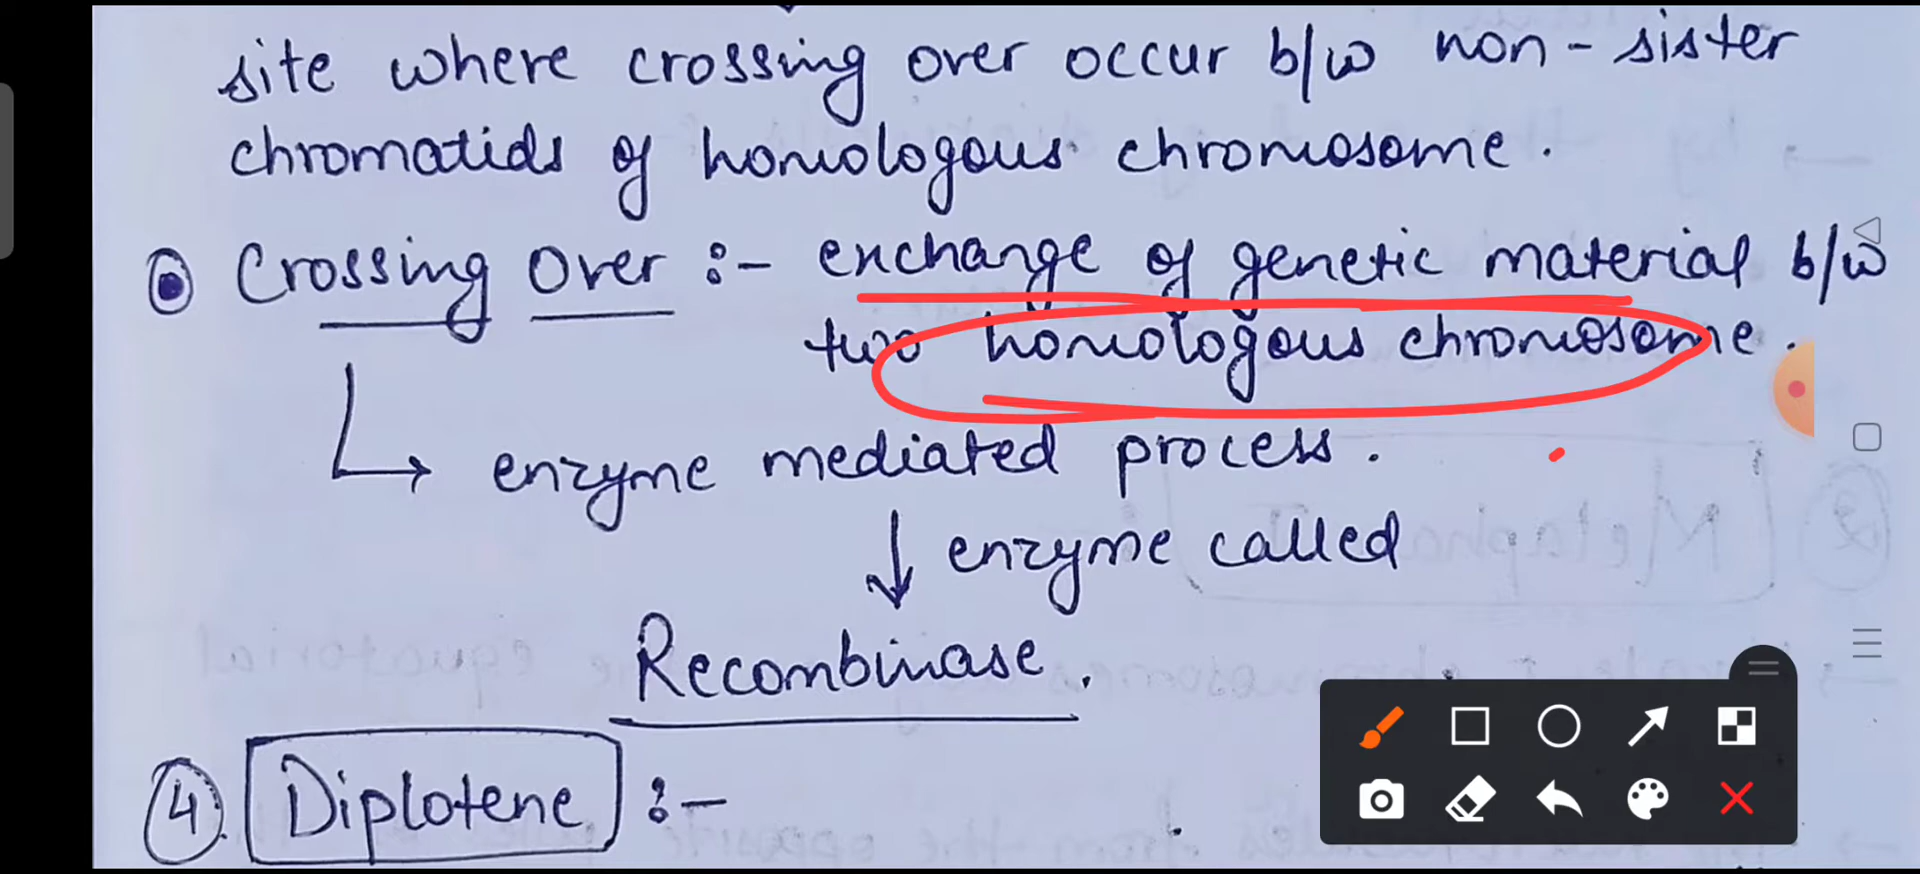 site where crossing over occur b/w non-sister
chromatids of homologous chromosome.
Crossing Over :- exchange of genetic material b/w
two homologous chromosome.
enzyme mediated process.
enzyme called
Recombinase.
4. Diplotene :-